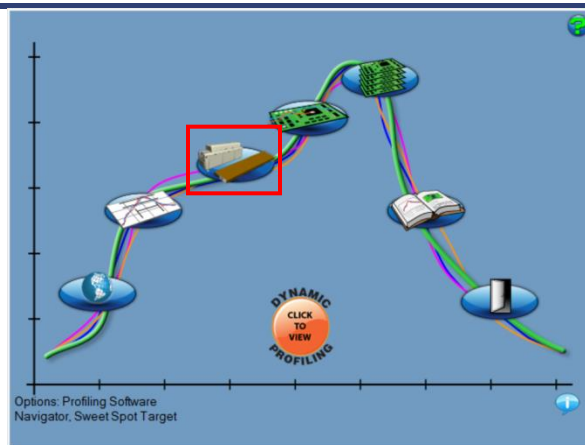 ?
DYNAMIC
CLICK
TO
VIEW
PROFILING
i
Options: Profiling Software
Navigator, Sweet Spot Target